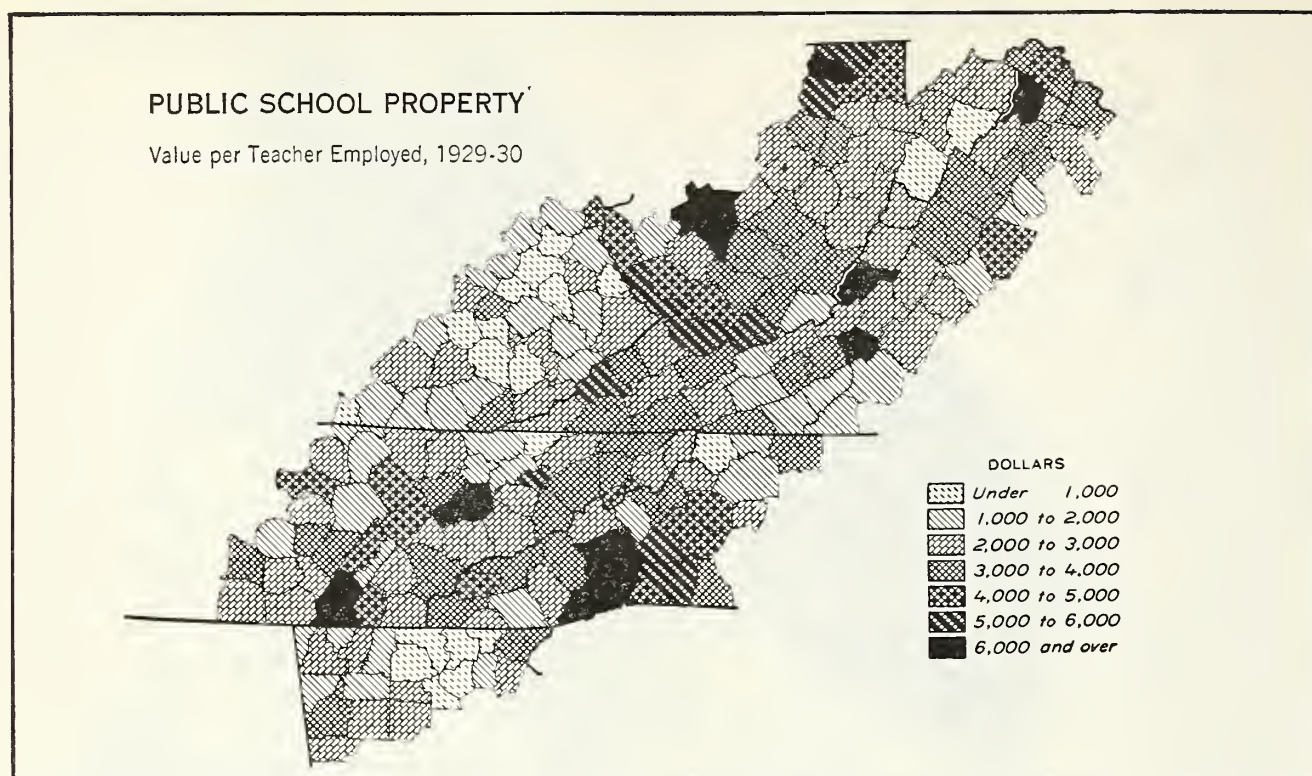 PUBLIC SCHOOL PROPERTY
Value per Teacher Employed, 1929-30
DOLLARS
Under 1,000
1,000 to 2,000
2,000 to 3,000
3,000 to 4,000
4,000 to 5,000
5,000 to 6,000
6,000 and over